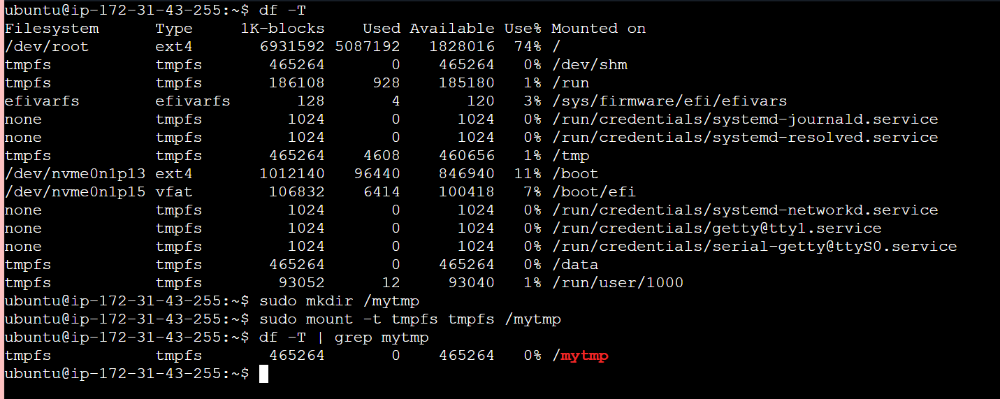 ubuntu@ip-172-31-43-255:~$ df -T
Filesystem      Type      1K-blocks    Used Available Use% Mounted on
/dev/root       ext4        6931592 5087192   1828016  74% /
tmpfs           tmpfs        465264       0    465264   0% /dev/shm
tmpfs           tmpfs        186108     928    185180   1% /run
efivarfs        efivarfs        128       4       120   3% /sys/firmware/efi/efivars
none            tmpfs          1024       0      1024   0% /run/credentials/systemd-journald.service
none            tmpfs          1024       0      1024   0% /run/credentials/systemd-resolved.service
tmpfs           tmpfs        465264    4608    460656   1% /tmp
/dev/nvme0n1p13 ext4        1012140   96440    846940  11% /boot
/dev/nvme0n1p15 vfat         106832    6414    100418   7% /boot/efi
none            tmpfs          1024       0      1024   0% /run/credentials/systemd-networkd.service
none            tmpfs          1024       0      1024   0% /run/credentials/getty@tty1.service
none            tmpfs          1024       0      1024   0% /run/credentials/serial-getty@ttyS0.service
tmpfs           tmpfs        465264       0    465264   0% /data
tmpfs           tmpfs         93052      12     93040   1% /run/user/1000
ubuntu@ip-172-31-43-255:~$ sudo mkdir /mytmp
ubuntu@ip-172-31-43-255:~$ sudo mount -t tmpfs tmpfs /mytmp
ubuntu@ip-172-31-43-255:~$ df -T | grep mytmp
tmpfs           tmpfs        465264       0    465264   0% /mytmp
ubuntu@ip-172-31-43-255:~$